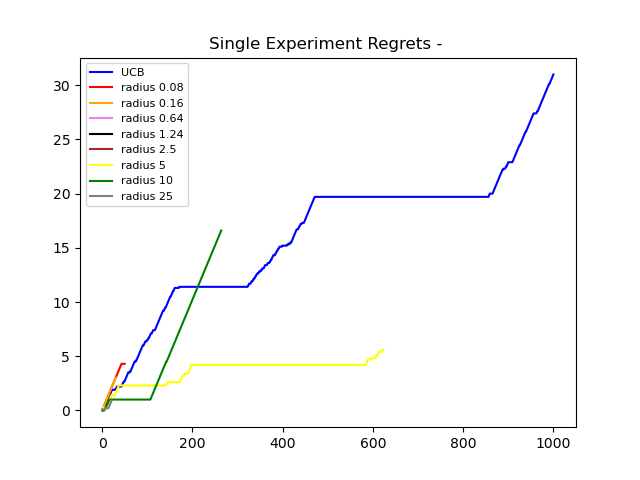 Single Experiment Regrets -
UCB
radius 0.08
radius 0.16
radius 0.64
radius 1.24
radius 2.5
radius 5
radius 10
radius 25
30
25
20
15
10
5
0
0 200 400 600 800 1000